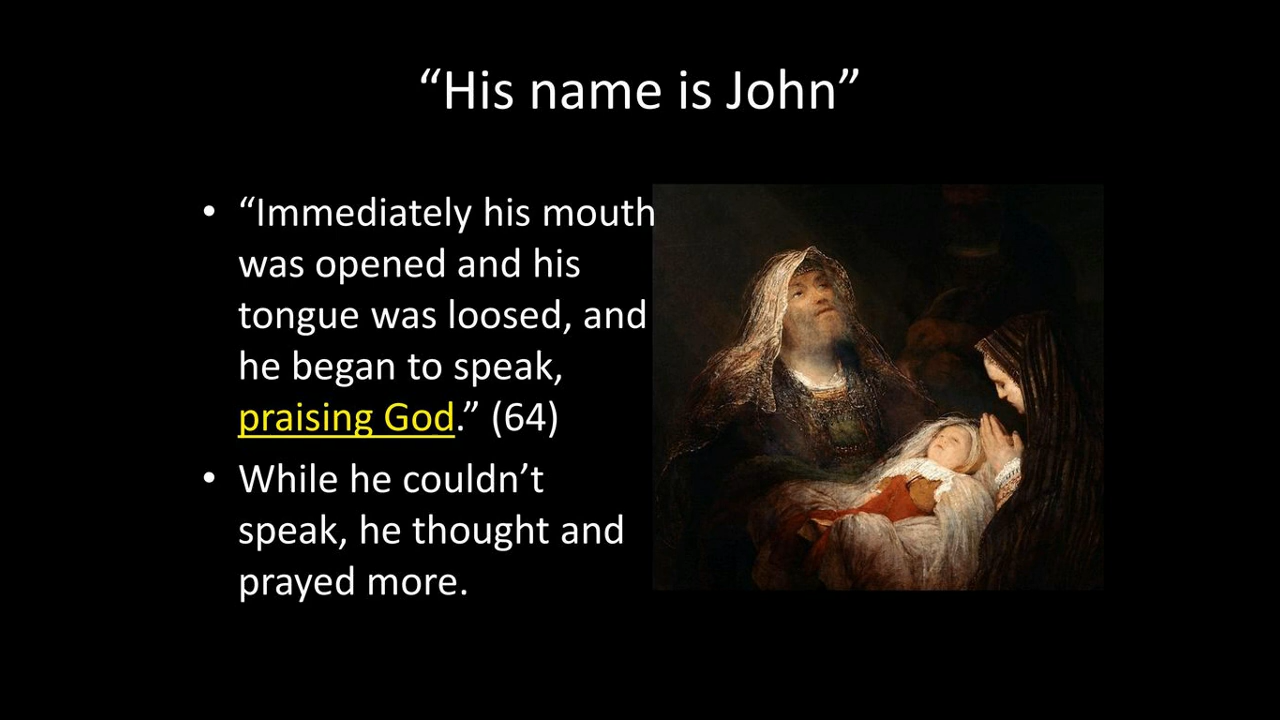 “His name is John”
• “Immediately his mouth
was opened and his
tongue was loosed, and
he began to speak,
praising God.” (64)
• While he couldn’t
speak, he thought and
prayed more.